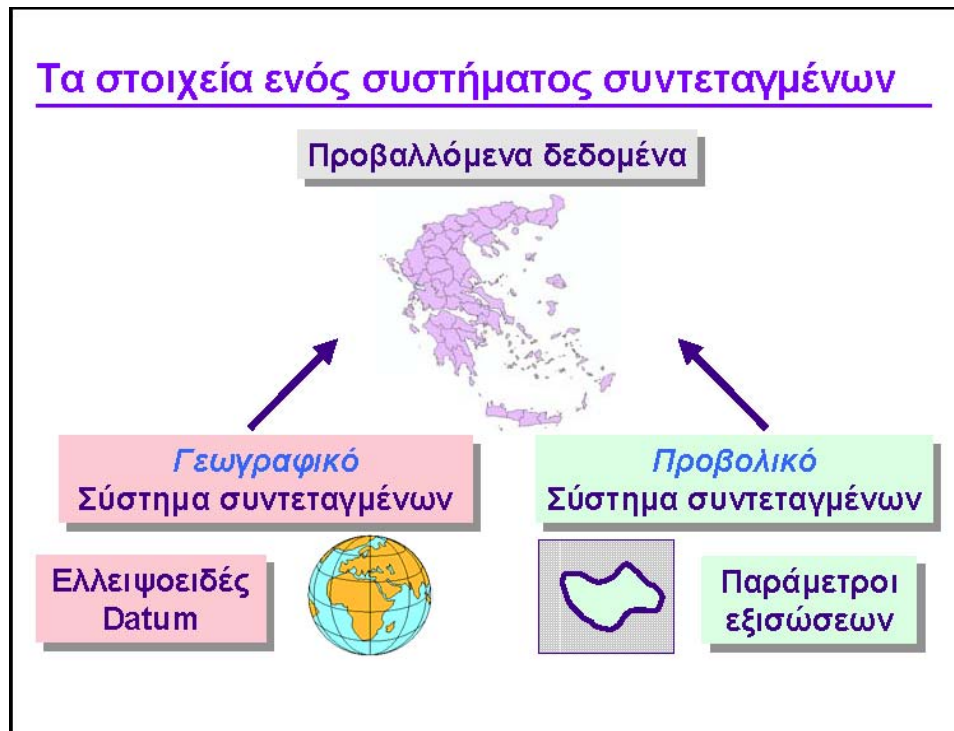 Τα στοιχεία ενός συστήματος συντεταγμένων
Προβαλλόμενα δεδομένα
Γεωγραφικό
Σύστημα συντεταγμένων
Προβολικό
Σύστημα συντεταγμένων
Ελλειψοειδές
Datum
Παράμετροι
εξισώσεων